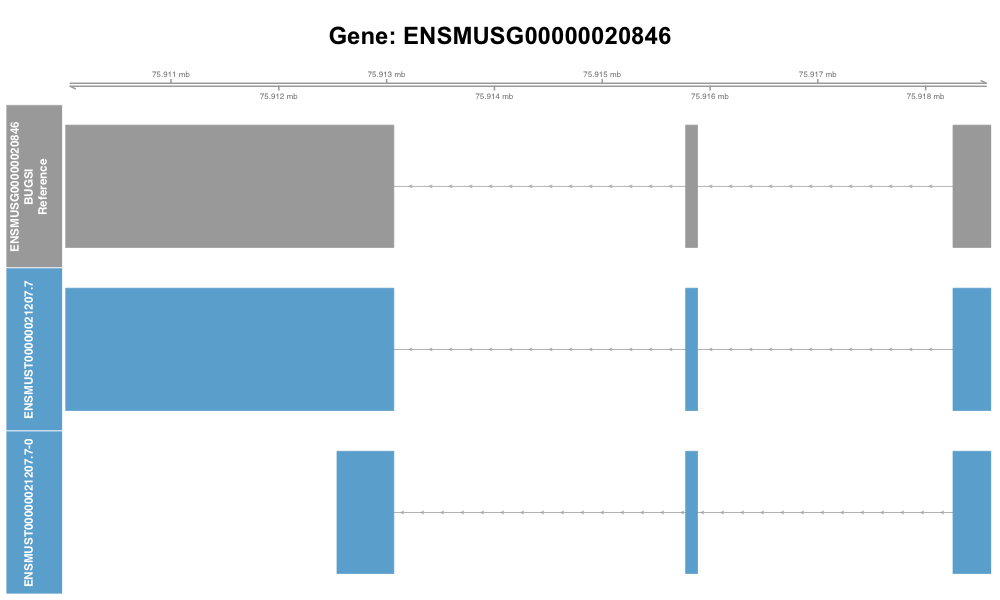 Gene: ENSMUSG00000020846
75.911 mb
75.913 mb
75.915 mb
75.917 mb
75.912 mb
75.914 mb
75.916 mb
75.918 mb
ENSMUSG00000020846
BUGSI
Reference
ENSMUST00000021207.7
ENSMUST00000021207.7-0